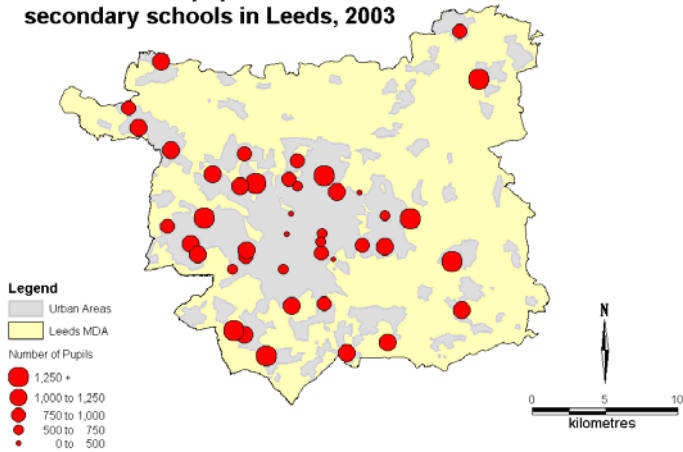 secondary schools in Leeds, 2003
Legend
Urban Areas
Leeds MDA
Number of Pupils
1,250 +
1,000 to 1,250
750 to 1,000
500 to 750
0 to 500
N
0 5 10
kilometres